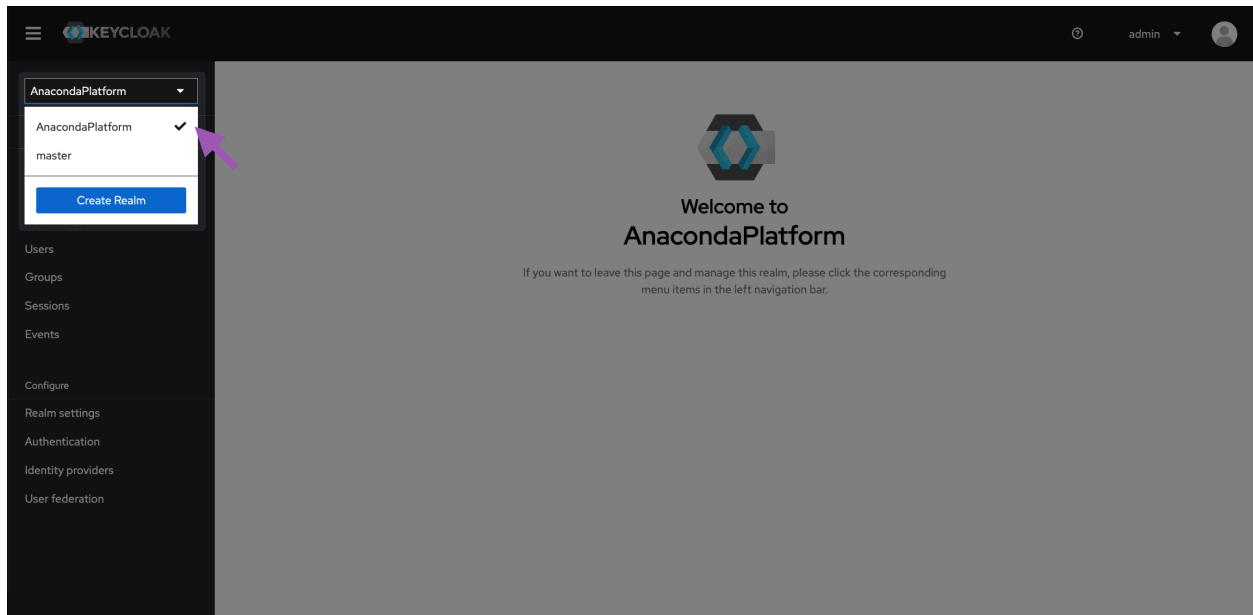 KEYCLOAK
admin
AnacondaPlatform
AnacondaPlatform
master
Create Realm
Users
Groups
Sessions
Events
Configure
Realm settings
Authentication
Identity providers
User federation
Welcome to
AnacondaPlatform
If you want to leave this page and manage this realm, please click the corresponding
menu items in the left navigation bar.